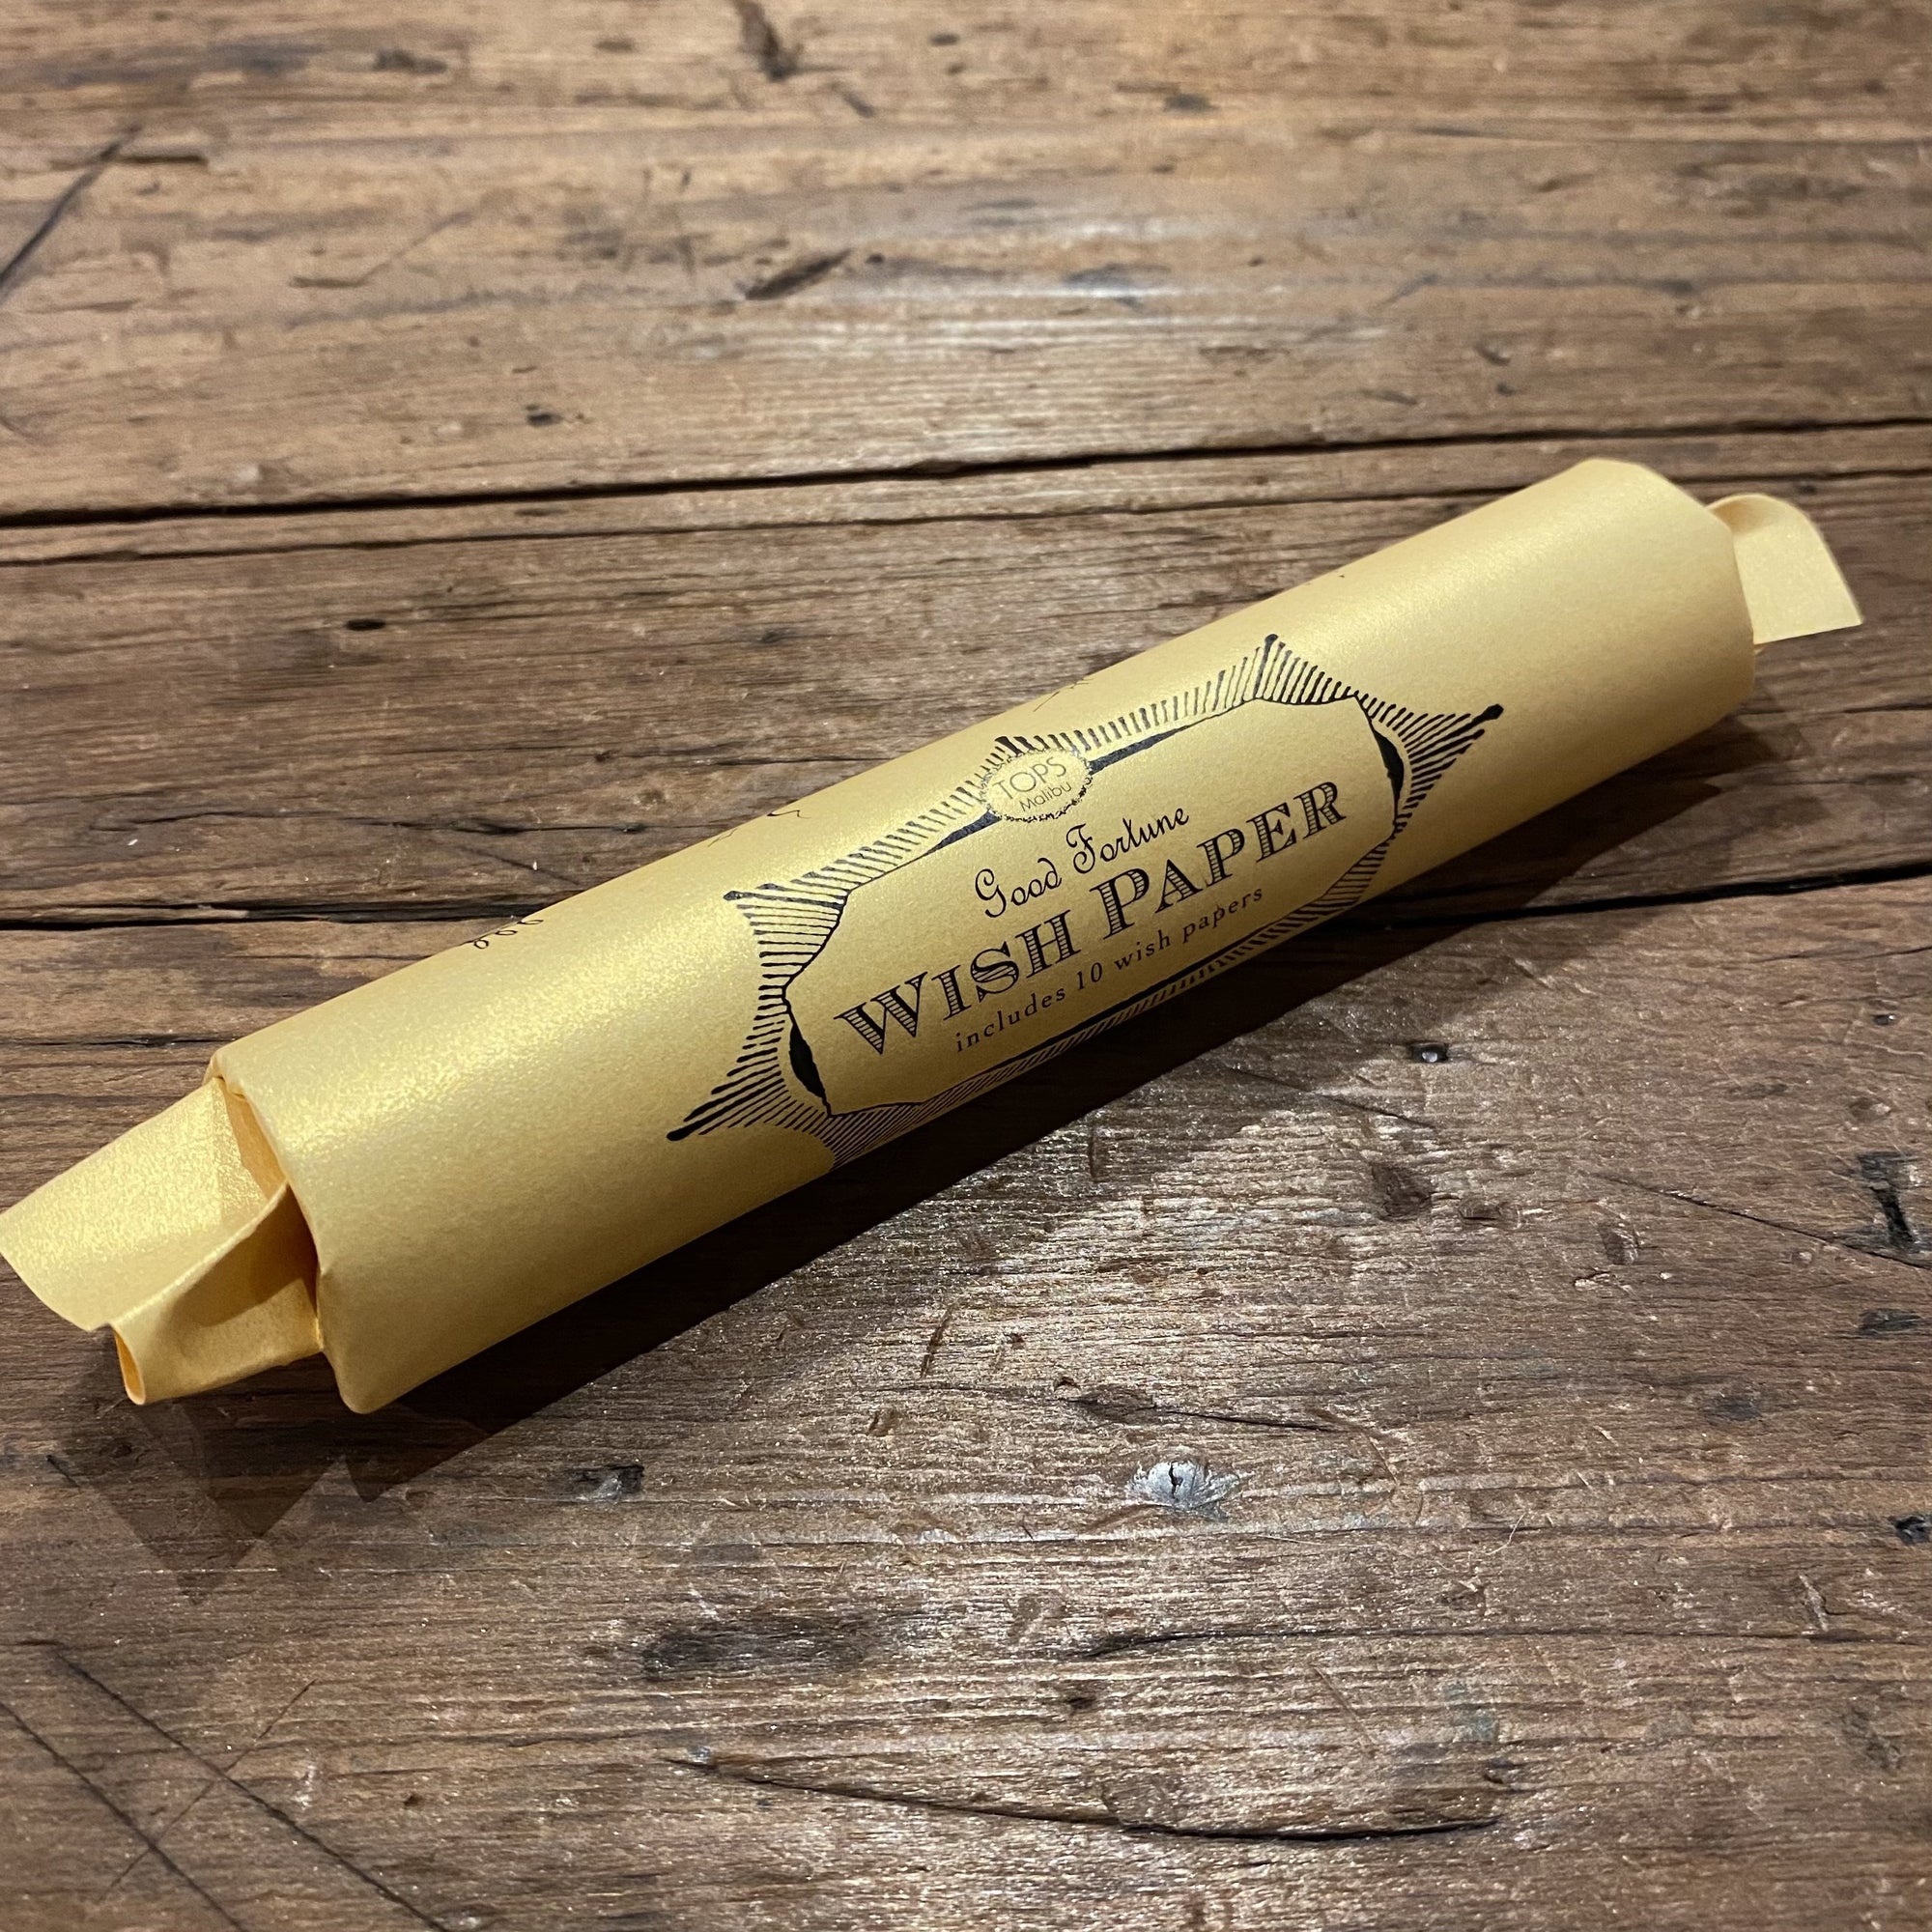 TOPS
Malibu
Good Fortune
WISH PAPER
includes 10 wish papers